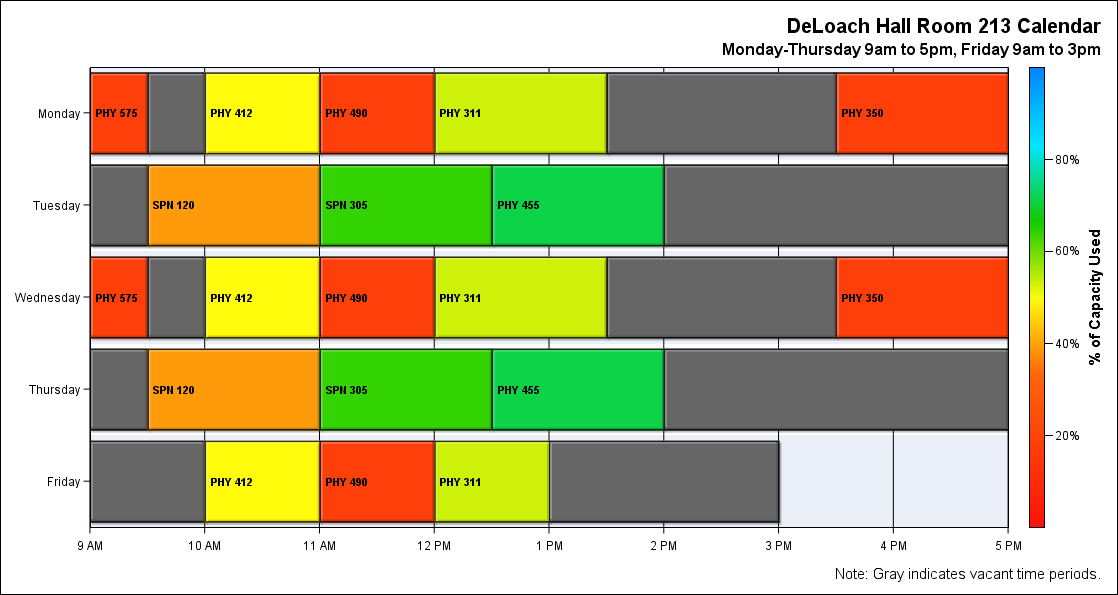 DeLoach Hall Room 213 Calendar
Monday-Thursday 9am to 5pm, Friday 9am to 3pm
Monday
PHY 575 PHY 412 PHY 490 PHY 311 PHY 350
Tuesday
SPN 120 SPN 305 PHY 455
Wednesday
PHY 575 PHY 412 PHY 490 PHY 311 PHY 350
Thursday
SPN 120 SPN 305 PHY 455
Friday
PHY 412 PHY 490 PHY 311
9 AM 10 AM 11 AM 12 PM 1 PM 2 PM 3 PM 4 PM 5 PM
80%
60%
40%
20%
% of Capacity Used
Note: Gray indicates vacant time periods.